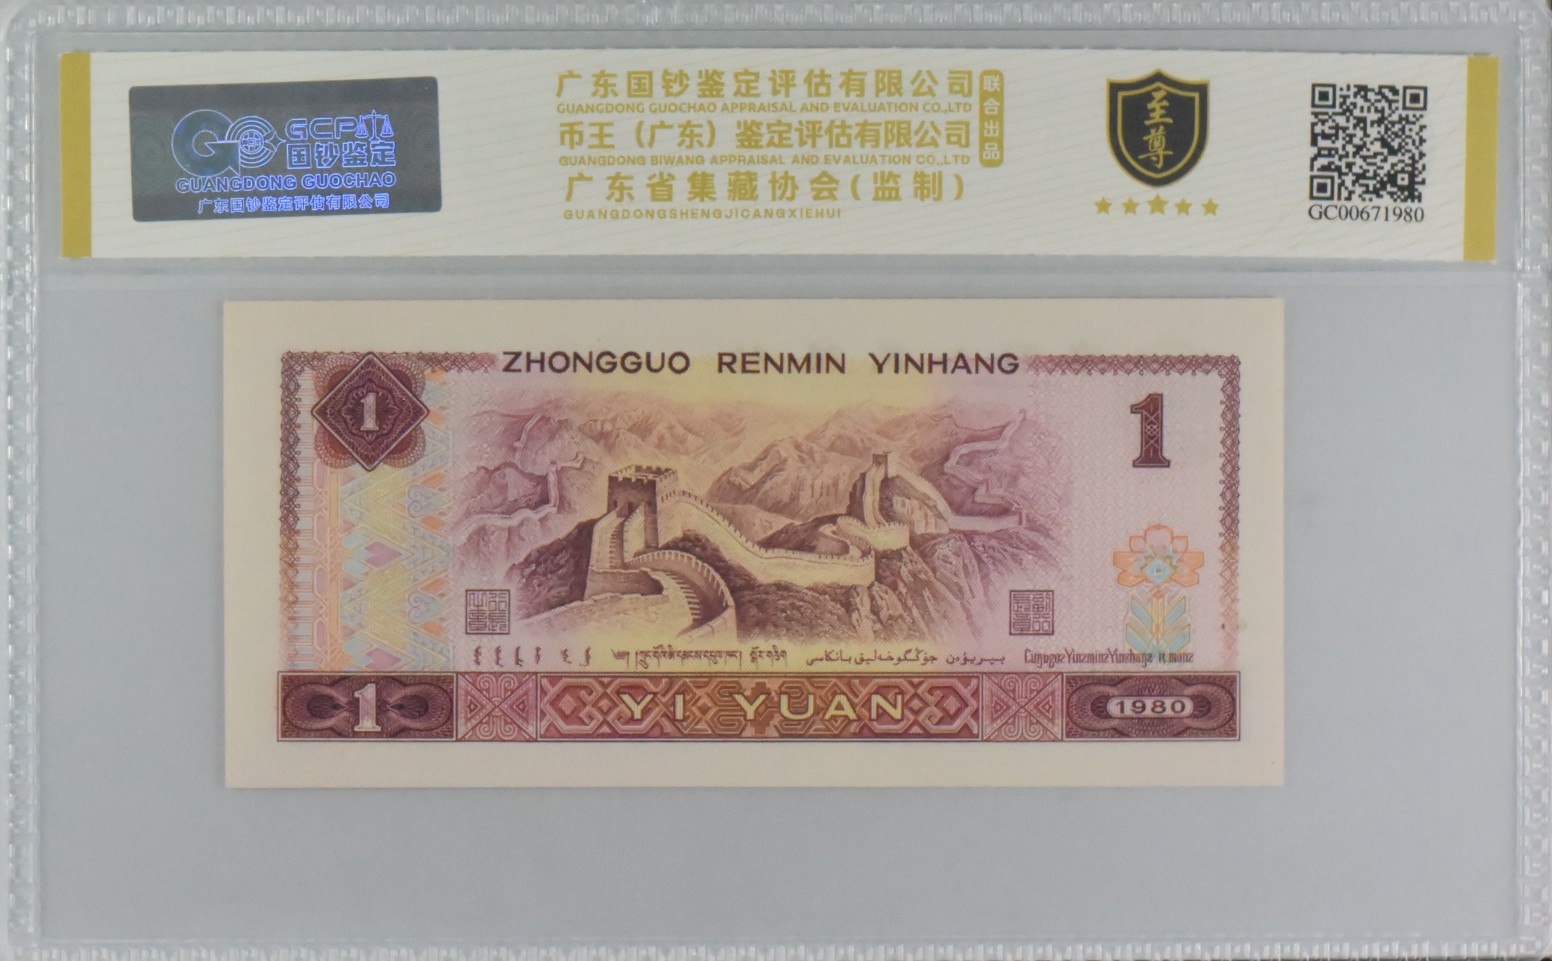 GC GCP
国钞鉴定
GUANGDONG GUOCHAO
广东国钞鉴定评估有限公司
广东国钞鉴定评估有限公司
GUANGDONG GUOCHAO APPRAISAL AND EVALUATION CO.,LTD
币王（广东）鉴定评估有限公司
GUANGDONG BIWANG APPRAISAL AND EVALUATION CO.,LTD
广东省集藏协会(监制)
GUANGDONGSHENGJICANGXIEHUI
联合出品
至尊
GC00671980
ZHONGGUO RENMIN YINHANG
1
1
1
YI YUAN
1980